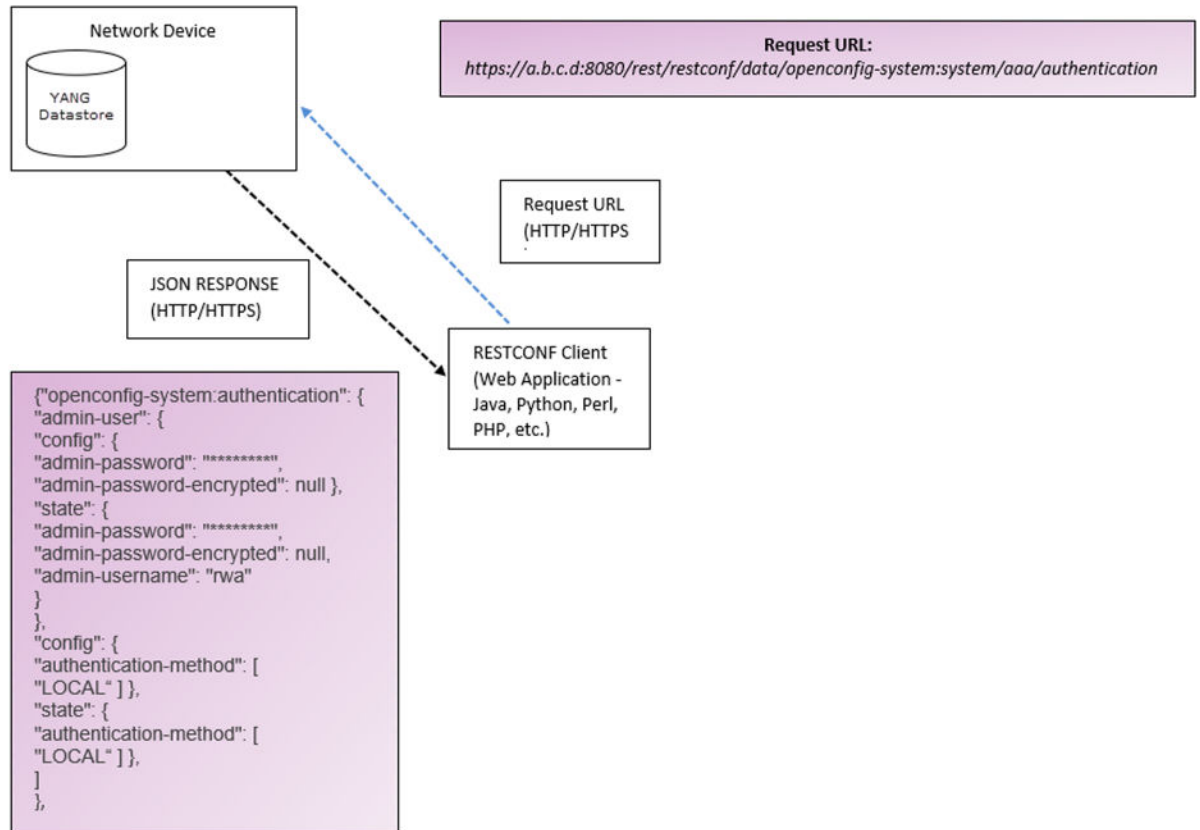 Network Device
YANG
Datastore
Request URL:
https://a.b.c.d:8080/rest/restconf/data/openconfig-system:system/aaa/authentication
Request URL
(HTTP/HTTPS
JSON RESPONSE
(HTTP/HTTPS)
RESTCONF Client
(Web Application -
Java, Python, Perl,
PHP, etc.)
{"openconfig-system:authentication": {
"admin-user": {
"config": {
"admin-password": "********",
"admin-password-encrypted": null },
"state": {
"admin-password": "********",
"admin-password-encrypted": null,
"admin-username": "rwa"
}
},
"config": {
"authentication-method": [
"LOCAL“ ] },
"state": {
"authentication-method": [
"LOCAL“ ] },
]
},